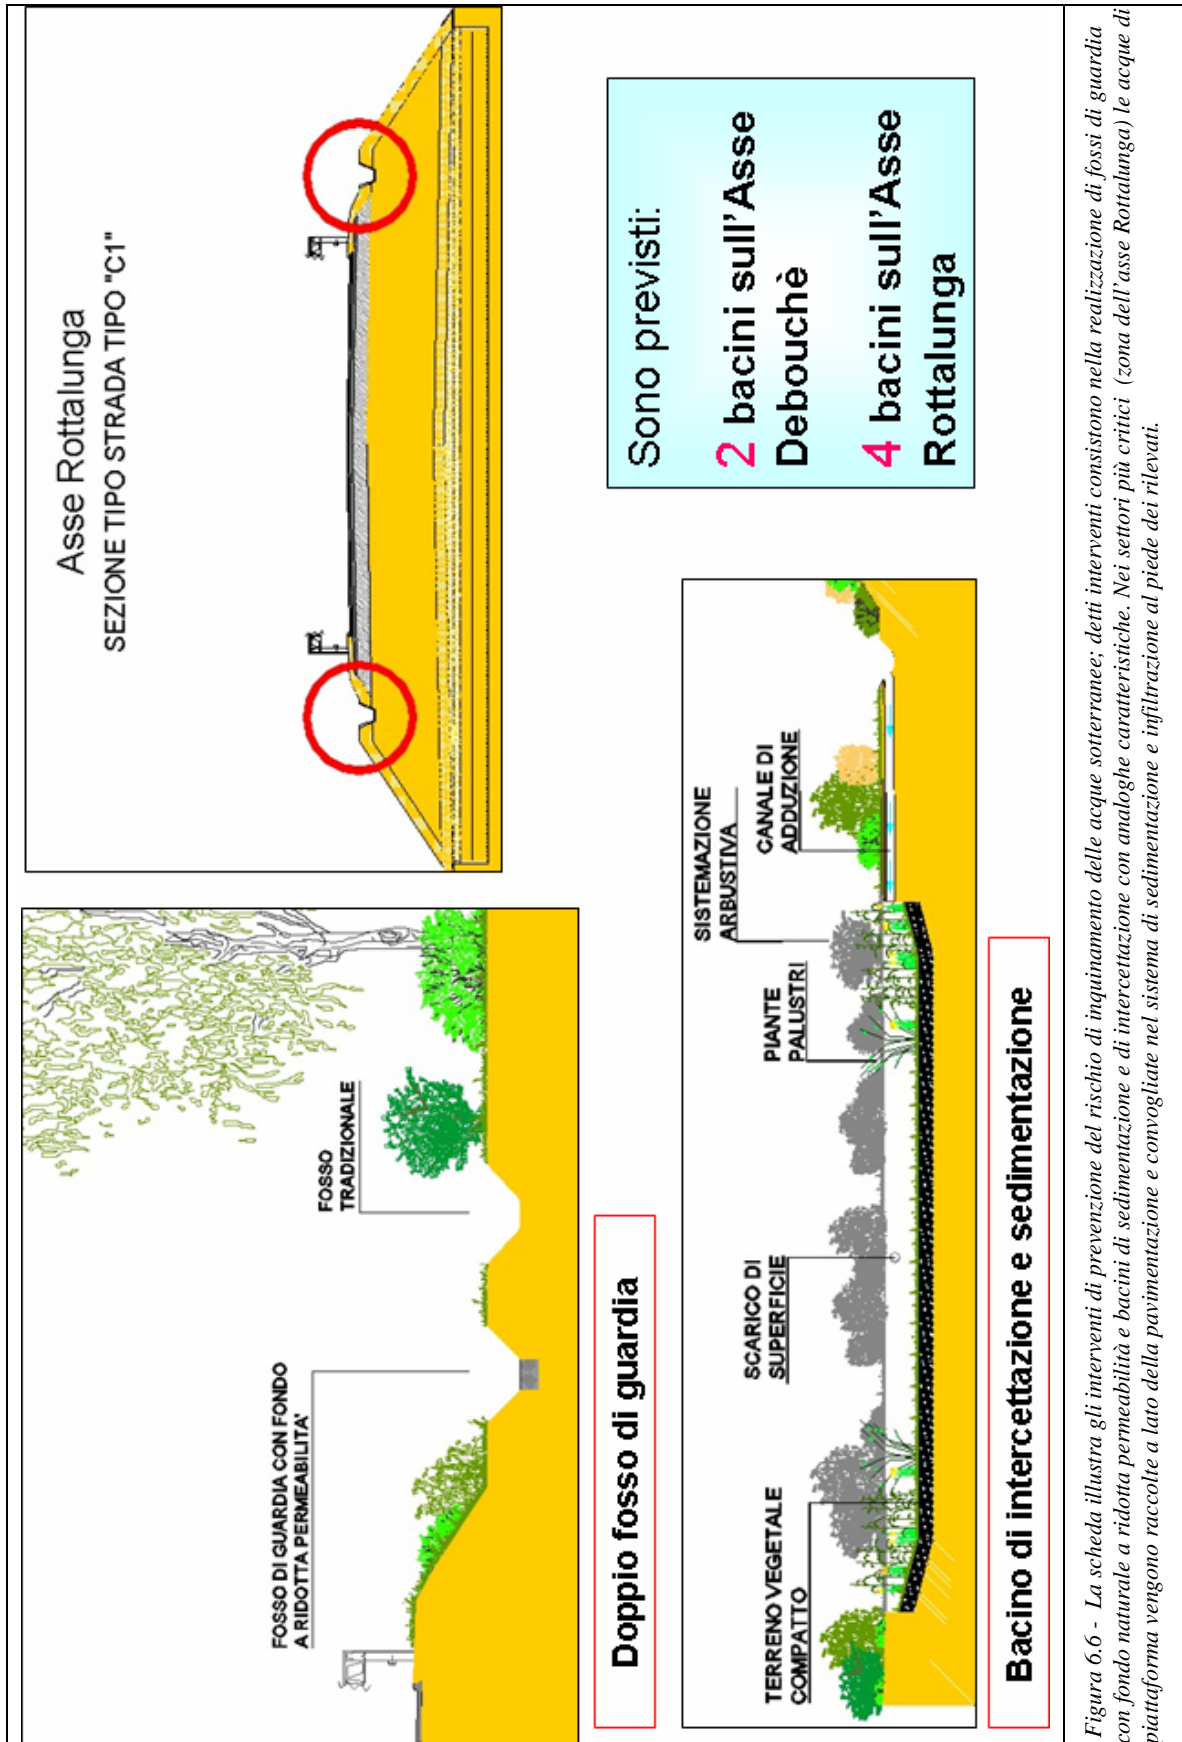 FOSSO DI GUARDIA CON FONDO
A RIDOTTA PERMEABILITA'
FOSSO
TRADIZIONALE
Doppio fosso di guardia
Asse Rottalunga
SEZIONE TIPO STRADA TIPO "C1"
TERRENO VEGETALE
COMPATTO
SCARICO DI
SUPERFICIE
PIANTE
PALUSTRI
SISTEMAZIONE
ARBUSTIVA
CANALE DI
ADDUZIONE
Bacino di intercettazione e sedimentazione
Sono previsti:
2 bacini sull'Asse
Debouchè
4 bacini sull'Asse
Rottalunga
Figura 6.6 - La scheda illustra gli interventi di prevenzione del rischio di inquinamento delle acque sotterranee; detti interventi consistono nella realizzazione di fossi di guardia
con fondo naturale a ridotta permeabilità e bacini di sedimentazione e di intercettazione con analoghe caratteristiche. Nei settori più critici (zona dell'asse Rottalunga) le acque di
piattaforma vengono raccolte a lato della pavimentazione e convogliate nel sistema di sedimentazione e infiltrazione al piede dei rilevati.